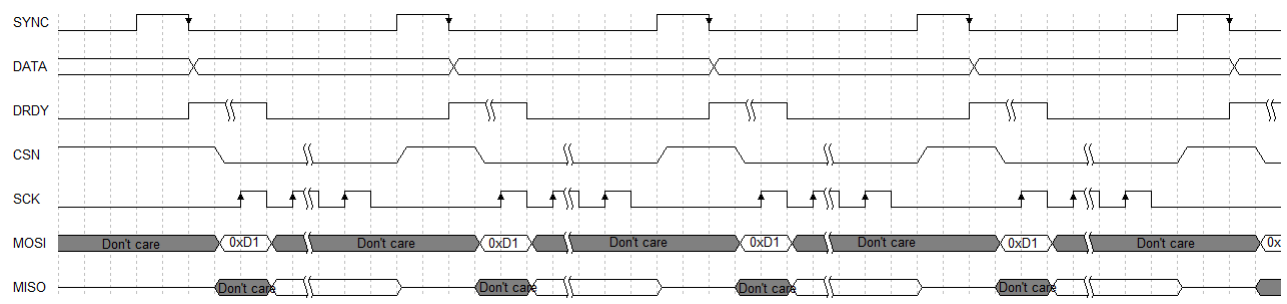 SYNC
DATA
DRDY
CSN
SCK
MOSI Don't care 0xD1 Don't care 0xD1 Don't care 0xD1 Don't care 0xD1 Don't care 0x
MISO Don't care Don't care Don't care Don't care